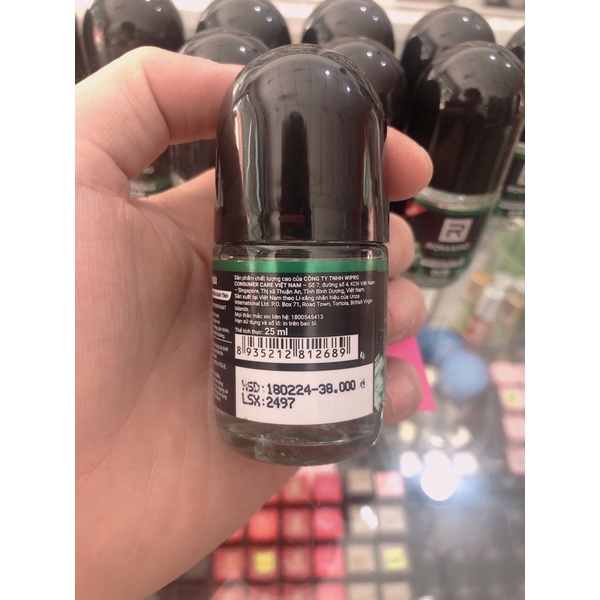 Sản phẩm chất lượng cao của CÔNG TY TNHH WIPRO
CONSUMER CARE VIỆT NAM – Số 7, đường số 4, KCN Việt Nam
– Singapore, Thị xã Thuận An, Tỉnh Bình Dương, Việt Nam.
Sản xuất tại Việt Nam theo Li-xăng nhãn hiệu của Unza
International Ltd. P.O. Box 71, Road Town, Tortola, British Virgin
Islands.
Mọi thắc mắc xin liên hệ: 1800545413
Hạn sử dụng và số lô: in trên bao bì.
Thể tích thực: 25 ml
8 935212 812689
HSD:180224-38.000 đ
LSX:2497
R
ROMANO